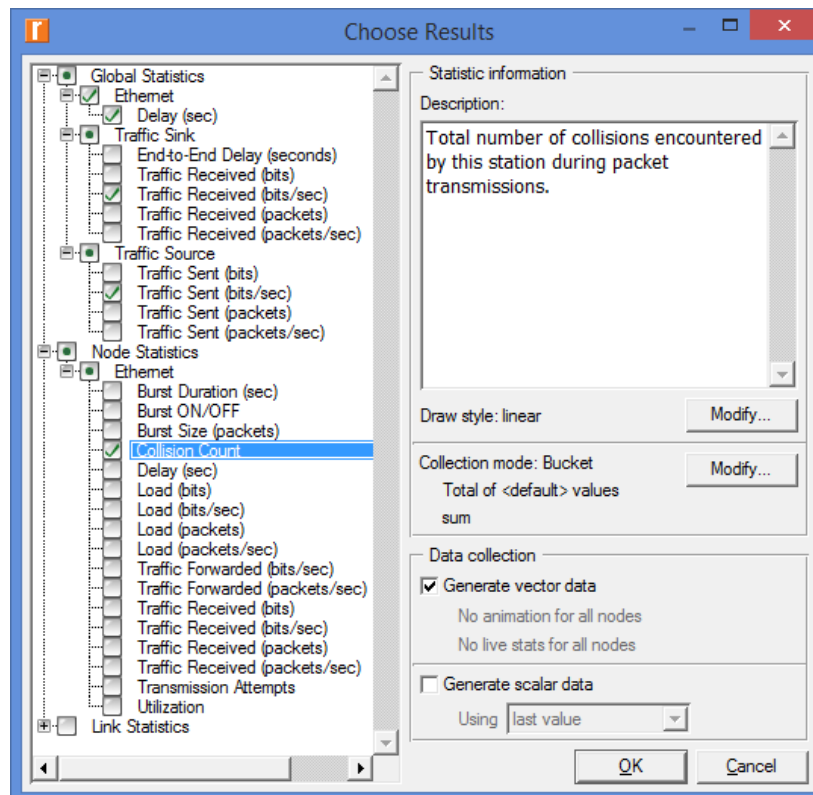 r
Choose Results
Global Statistics
Ethernet
Delay (sec)
Traffic Sink
End-to-End Delay (seconds)
Traffic Received (bits)
Traffic Received (bits/sec)
Traffic Received (packets)
Traffic Received (packets/sec)
Traffic Source
Traffic Sent (bits)
Traffic Sent (bits/sec)
Traffic Sent (packets)
Traffic Sent (packets/sec)
Node Statistics
Ethernet
Burst Duration (sec)
Burst ON/OFF
Burst Size (packets)
Collision Count
Delay (sec)
Load (bits)
Load (bits/sec)
Load (packets)
Load (packets/sec)
Traffic Forwarded (bits/sec)
Traffic Forwarded (packets/sec)
Traffic Received (bits)
Traffic Received (bits/sec)
Traffic Received (packets)
Traffic Received (packets/sec)
Transmission Attempts
Utilization
Link Statistics
Statistic information
Description:
Total number of collisions encountered
by this station during packet
transmissions.
Draw style: linear
Modify...
Collection mode: Bucket
Modify...
Total of <default> values
sum
Data collection
Generate vector data
No animation for all nodes
No live stats for all nodes
Generate scalar data
Using last value
OK
Cancel